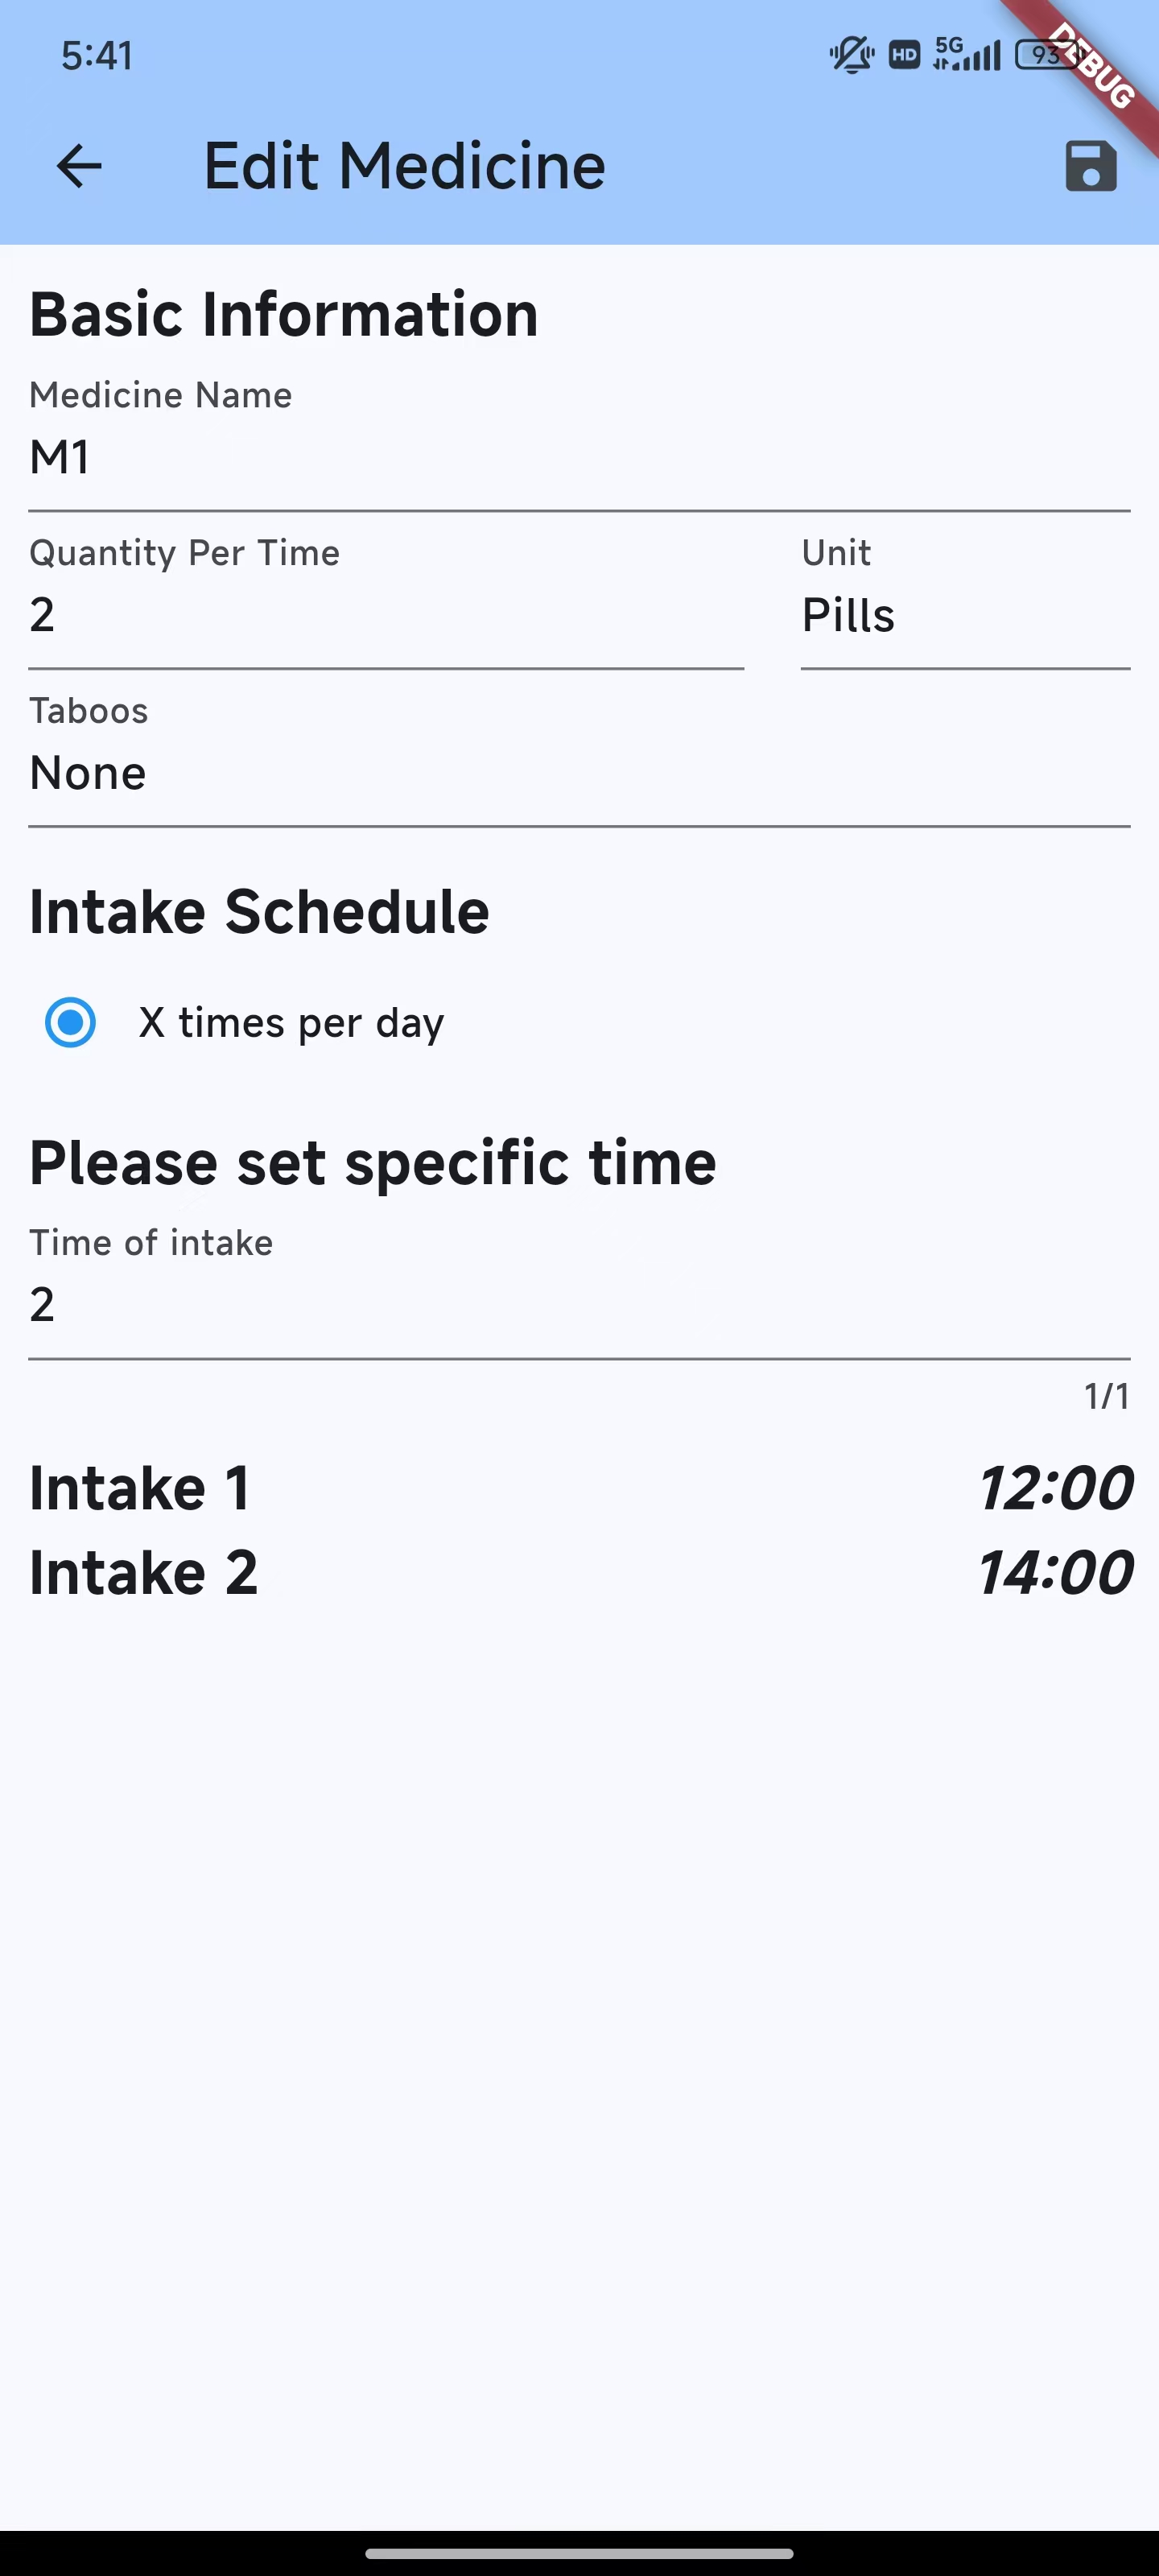 5:41
HD 5G 93
DEBUG
Edit Medicine
Basic Information
Medicine Name
M1
Quantity Per Time Unit
2 Pills
Taboos
None
Intake Schedule
X times per day
Please set specific time
Time of intake
2
1/1
Intake 1 12:00
Intake 2 14:00